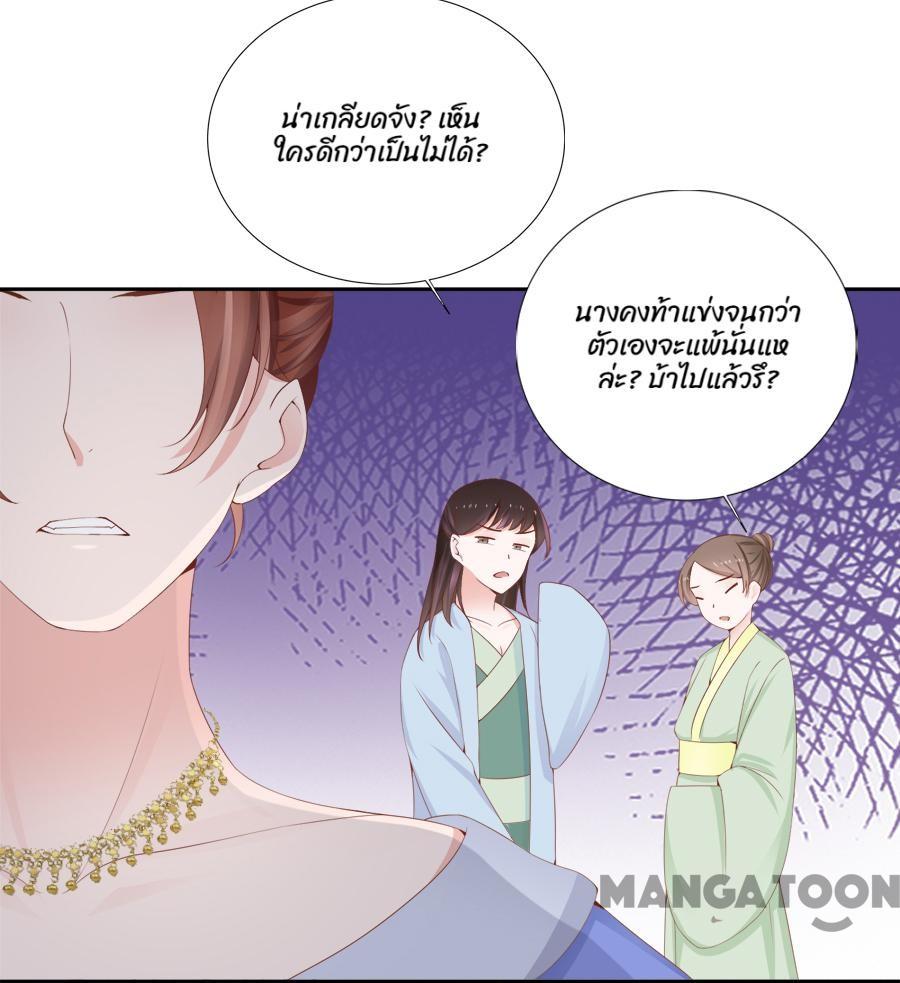 น่าเกลียดจัง? เห็น
ใครดีกว่าเป็นไม่ได้?
นางคงท้าแข่งจนกว่า
ตัวเองจะแพ้นั่นแห
ล่ะ? บ้าไปแล้วรึ?
MANGATOON